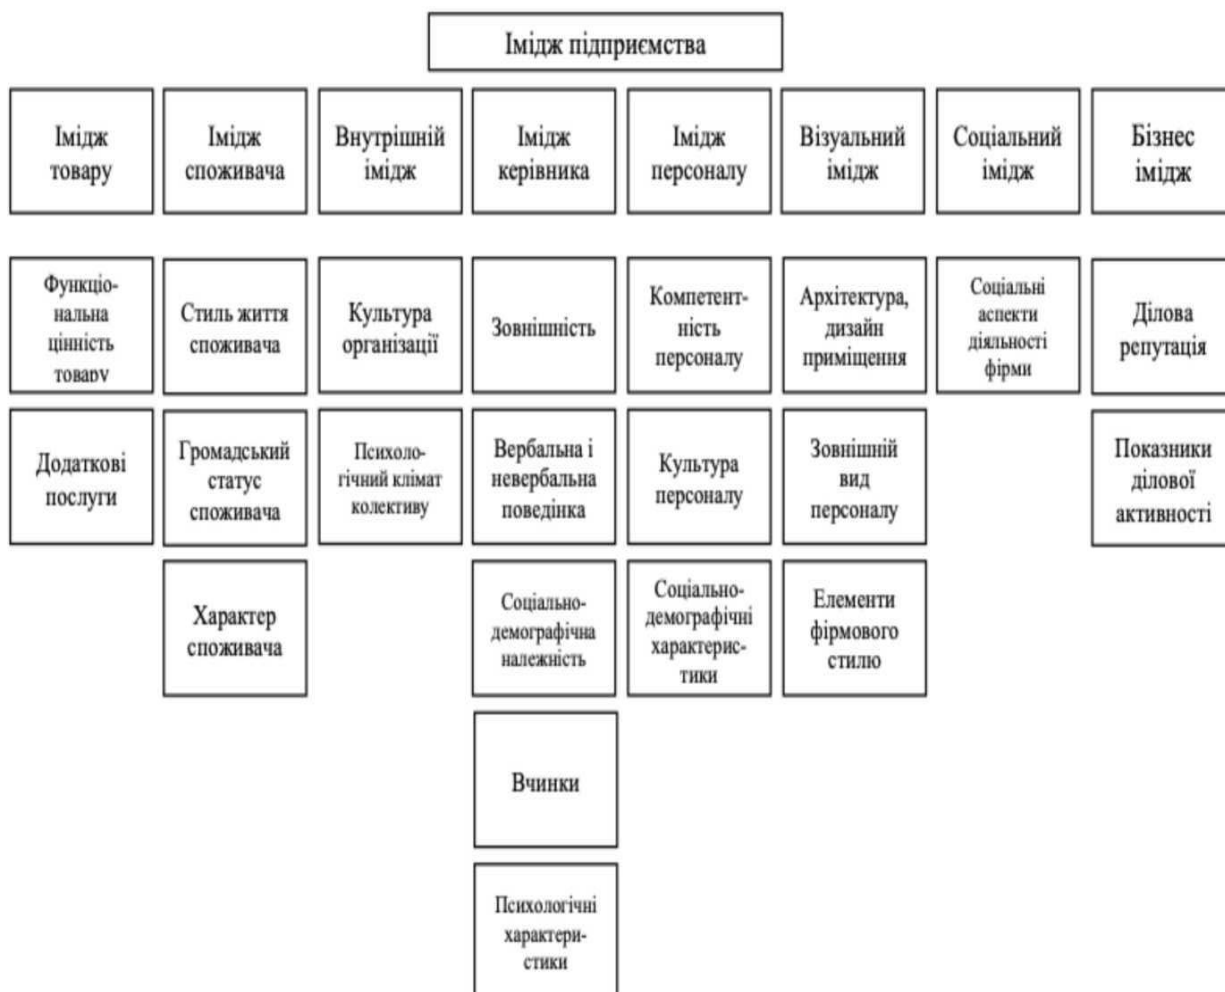 Імідж підприємства
Імідж
товару
Імідж
споживача
Внутрішній
імідж
Імідж
керівника
Імідж
персоналу
Візуальний
імідж
Соціальний
імідж
Бізнес
імідж
Функціо-
нальна
цінність
товару
Стиль життя
споживача
Культура
організації
Зовнішність
Компетент-
ність
персоналу
Архітектура,
дизайн
приміщення
Соціальні
аспекти
діяльності
фірми
Ділова
репутація
Додаткові
послуги
Громадський
статус
споживача
Психоло-
гічний клімат
колективу
Вербальна і
невербальна
поведінка
Культура
персоналу
Зовнішній
вид
персоналу
Показники
ділової
активності
Характер
споживача
Соціально-
демографічна
належність
Соціально-
демографічні
характерис-
тики
Елементи
фірмового
стилю
Вчинки
Психологічні
характери-
стики